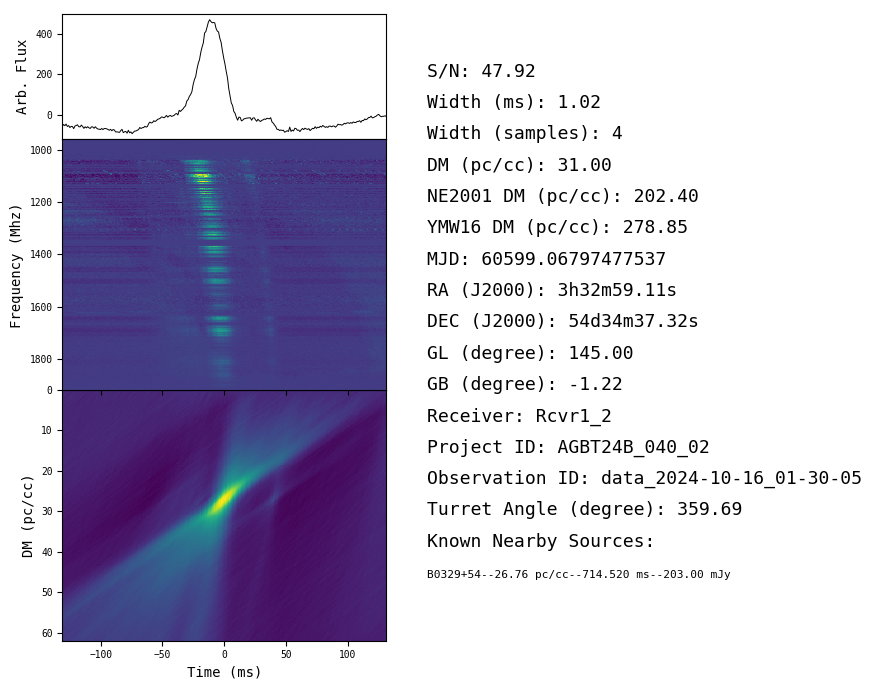 400
200
0
Arb. Flux
1000
1200
1400
1600
1800
Frequency (Mhz)
0
10
20
30
40
50
60
DM (pc/cc)
−100
−50
0
50
100
Time (ms)
S/N: 47.92
Width (ms): 1.02
Width (samples): 4
DM (pc/cc): 31.00
NE2001 DM (pc/cc): 202.40
YMW16 DM (pc/cc): 278.85
MJD: 60599.06797477537
RA (J2000): 3h32m59.11s
DEC (J2000): 54d34m37.32s
GL (degree): 145.00
GB (degree): -1.22
Receiver: Rcvr1_2
Project ID: AGBT24B_040_02
Observation ID: data_2024-10-16_01-30-05
Turret Angle (degree): 359.69
Known Nearby Sources:
B0329+54--26.76 pc/cc--714.520 ms--203.00 mJy